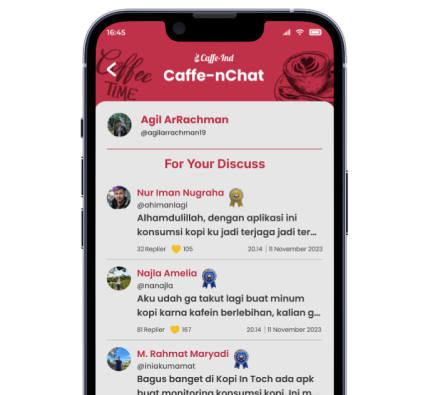 16:45
Coffee
TIME
Caffe-Ind
Caffe-nChat
Agil ArRachman
@agilarrachman19
For Your Discuss
Nur Iman Nugraha
@ohimanlagi
Alhamdulillah, dengan aplikasi ini
konsumsi kopi ku jadi terjaga jadi ter...
32 Replier 105 20.14 | 11 November 2023
Najla Amelia
@nanajla
Aku udah ga takut lagi buat minum
kopi karna kafein berlebihan, kalian g...
81 Replier 167 20.14 | 11 November 2023
M. Rahmat Maryadi
@iniakumamat
Bagus banget di Kopi In Toch ada apk
buat monitoring konsumsi kopi. Ini m...